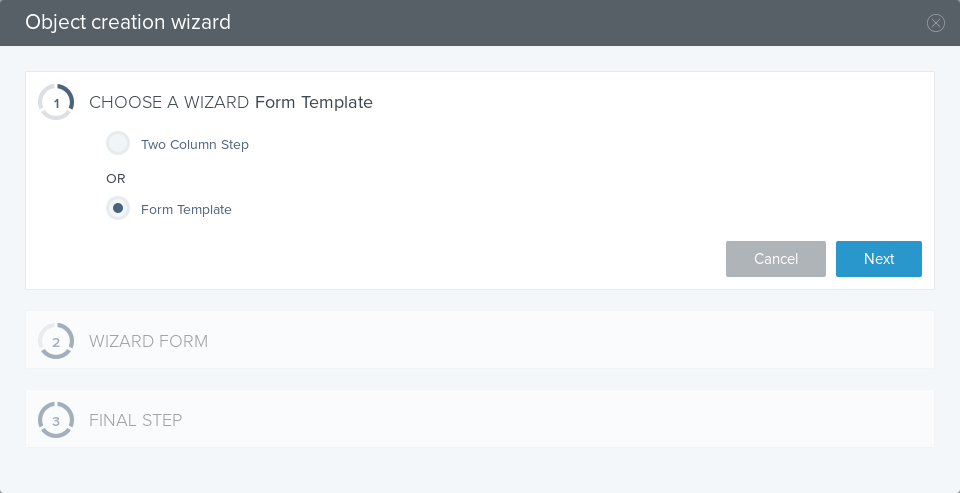 Object creation wizard
1 CHOOSE A WIZARD Form Template
Two Column Step
OR
Form Template
Cancel Next
2 WIZARD FORM
3 FINAL STEP